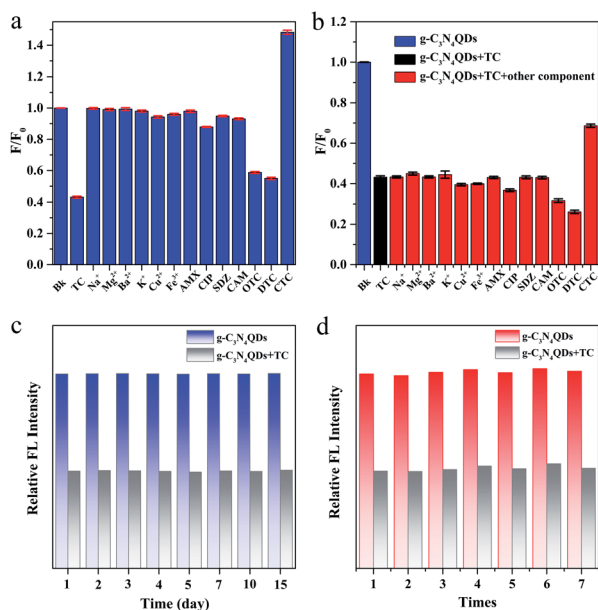 a
F/F₀
1.4
1.2
1.0
0.8
0.6
0.4
0.2
0.0
Bk TC Na⁺ Mg²⁺ Ba²⁺ K⁺ Cu²⁺ Fe³⁺ AMX CIP SDZ CAM OTC DTC CTC
b
g-C₃N₄QDs
g-C₃N₄QDs+TC
g-C₃N₄QDs+TC+other component
F/F₀
1.4
1.2
1.0
0.8
0.6
0.4
0.2
0.0
Bk TC Na⁺ Mg²⁺ Ba²⁺ K⁺ Cu²⁺ Fe³⁺ AMX CIP SDZ CAM OTC DTC CTC
c
g-C₃N₄QDs
g-C₃N₄QDs+TC
Relative FL Intensity
1 2 3 4 5 7 10 15
Time (day)
d
g-C₃N₄QDs
g-C₃N₄QDs+TC
Relative FL Intensity
1 2 3 4 5 6 7
Times